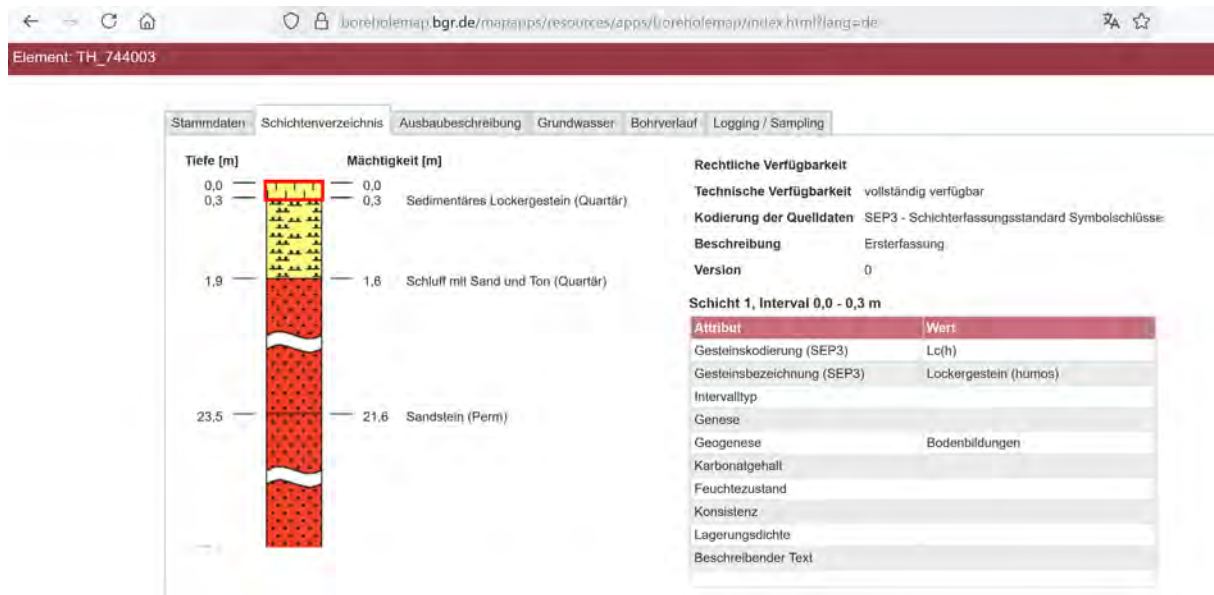 boreholemap.bgr.de/mapapps/resources/apps/boreholemap/index.html?lang=de
Element: TH_744003
Stammdaten Schichtenverzeichnis Ausbaubeschreibung Grundwasser Bohrverlauf Logging / Sampling
Tiefe [m] Mächtigkeit [m]
0,0 0,0
0,3 0,3 Sedimentäres Lockergestein (Quartär)
1,9 1,6 Schluff mit Sand und Ton (Quartär)
23,5 21,6 Sandstein (Perm)
Rechtliche Verfügbarkeit
Technische Verfügbarkeit vollständig verfügbar
Kodierung der Quelldaten SEP3 - Schichterfassungsstandard Symbolschlüsse
Beschreibung Ersterfassung
Version 0
Schicht 1, Interval 0,0 - 0,3 m
Attribut Wert
Gesteinskodierung (SEP3) Lc(h)
Gesteinsbezeichnung (SEP3) Lockergestein (humos)
Intervalltyp
Genese
Geogenese Bodenbildungen
Karbonatgehalt
Feuchtezustand
Konsistenz
Lagerungsdichte
Beschreibender Text